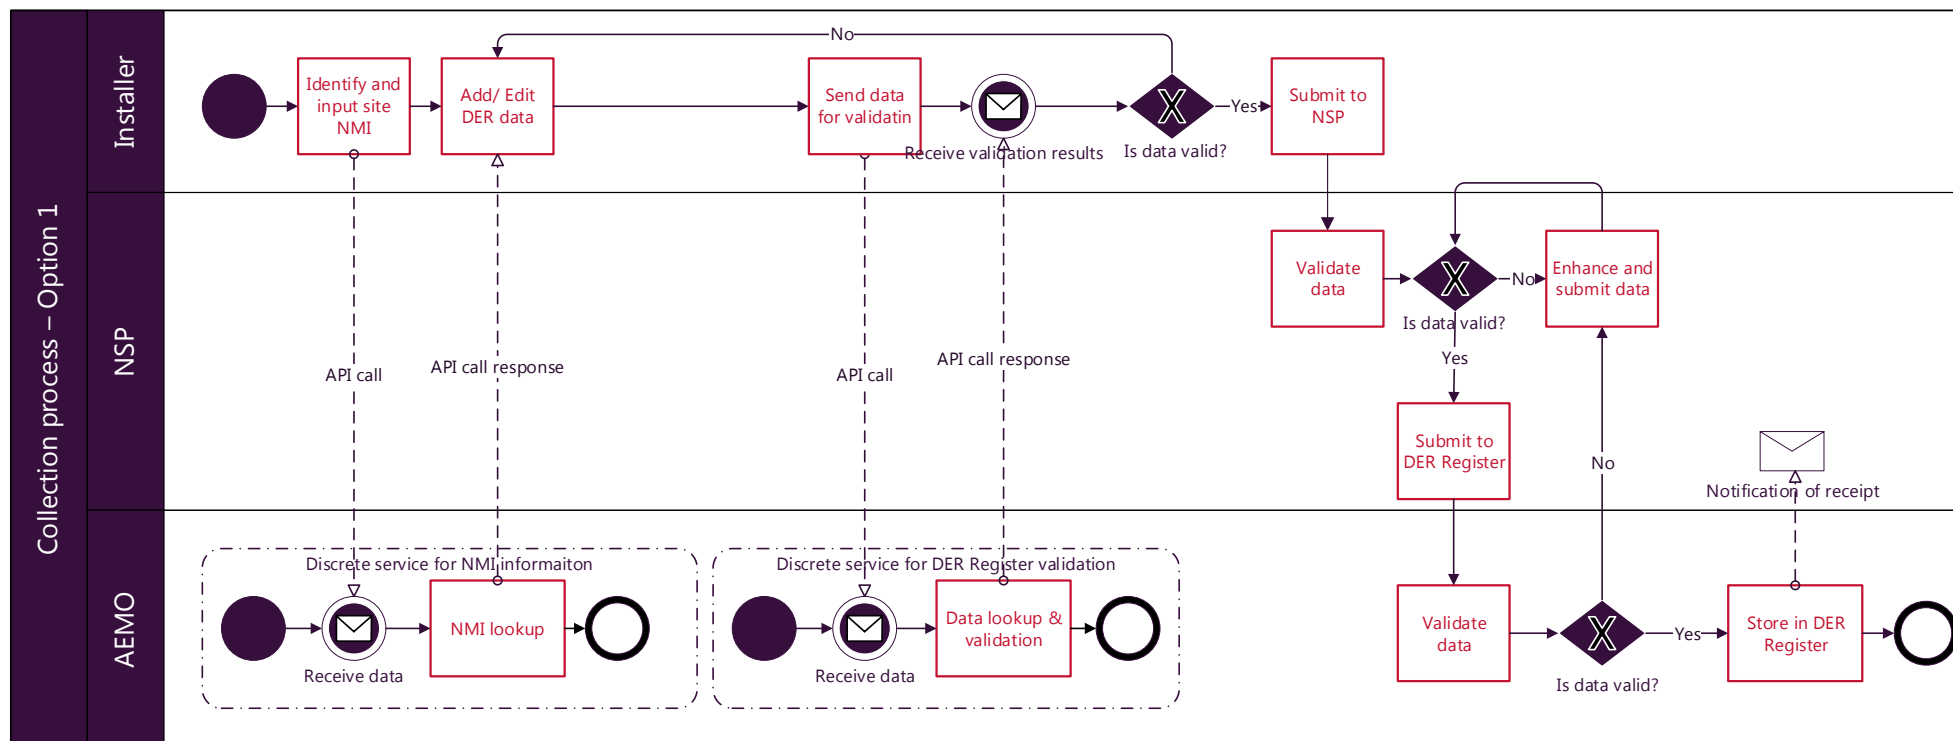 Collection process – Option 1
Installer
No
Identify and
input site
NMI
Add/ Edit
DER data
Send data
for validatin
Receive validation results
Is data valid?
Yes
Submit to
NSP
NSP
Validate
data
Is data valid?
No
Enhance and
submit data
Yes
API call
API call response
API call
API call response
Submit to
DER Register
No
Notification of receipt
AEMO
Discrete service for NMI informaiton
Receive data
NMI lookup
Discrete service for DER Register validation
Receive data
Data lookup &
validation
Validate
data
Is data valid?
Yes
Store in DER
Register